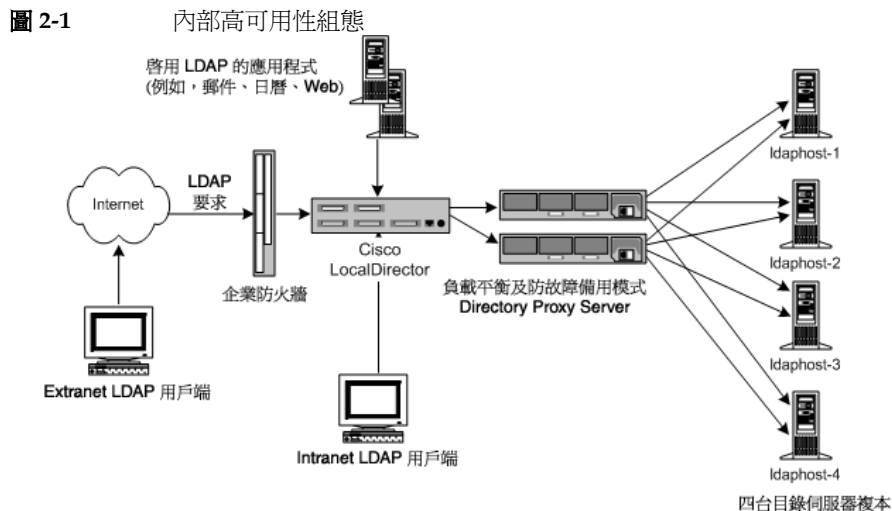 圖 2-1 內部高可用性組態
啓用 LDAP 的應用程式
(例如，郵件、日曆、Web)
ldaphost-1
Internet
LDAP
要求
Cisco
LocalDirector
企業防火牆
負載平衡及防故障備用模式
Directory Proxy Server
ldaphost-2
Extranet LDAP 用戶端
ldaphost-3
Intranet LDAP 用戶端
ldaphost-4
四台目錄伺服器複本